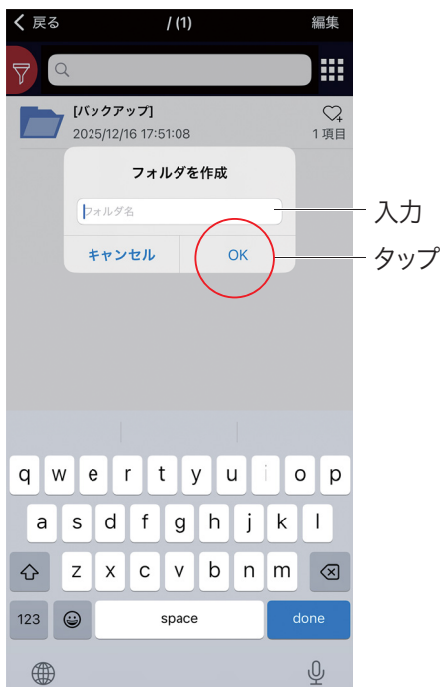 戻る / (1) 編集
[バックアップ]
2025/12/16 17:51:08 1 項目
フォルダを作成
フォルダ名
入力
キャンセル OK
タップ
q w e r t y u i o p
a s d f g h j k l
z x c v b n m
123 space done